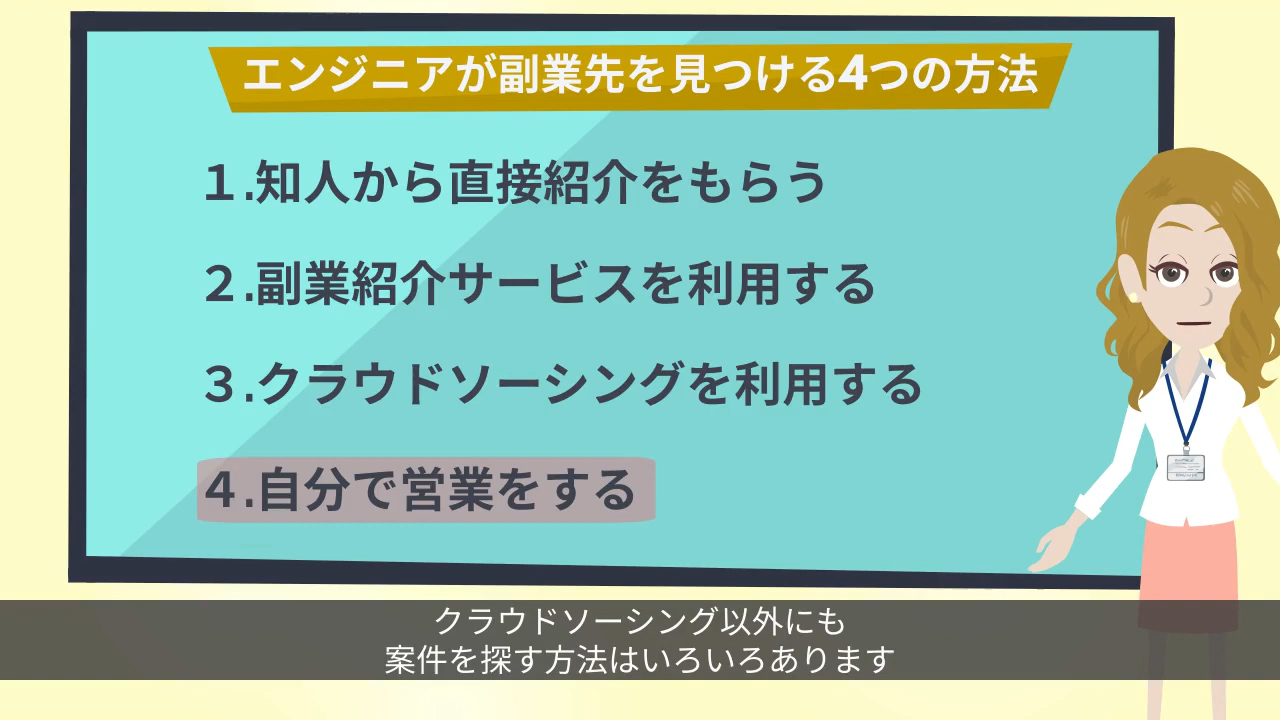 エンジニアが副業先を見つける4つの方法
１.知人から直接紹介をもらう
２.副業紹介サービスを利用する
３.クラウドソーシングを利用する
４.自分で営業をする
クラウドソーシング以外にも
案件を探す方法はいろいろあります